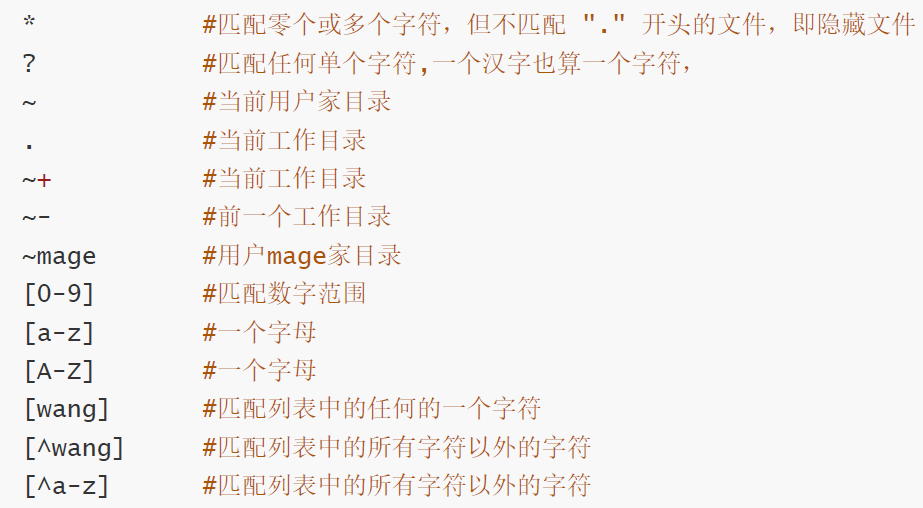 * #匹配零个或多个字符，但不匹配 "." 开头的文件，即隐藏文件
? #匹配任何单个字符,一个汉字也算一个字符，
~ #当前用户家目录
. #当前工作目录
~+ #当前工作目录
~- #前一个工作目录
~mage #用户mage家目录
[0-9] #匹配数字范围
[a-z] #一个字母
[A-Z] #一个字母
[wang] #匹配列表中的任何的一个字符
[^wang] #匹配列表中的所有字符以外的字符
[^a-z] #匹配列表中的所有字符以外的字符